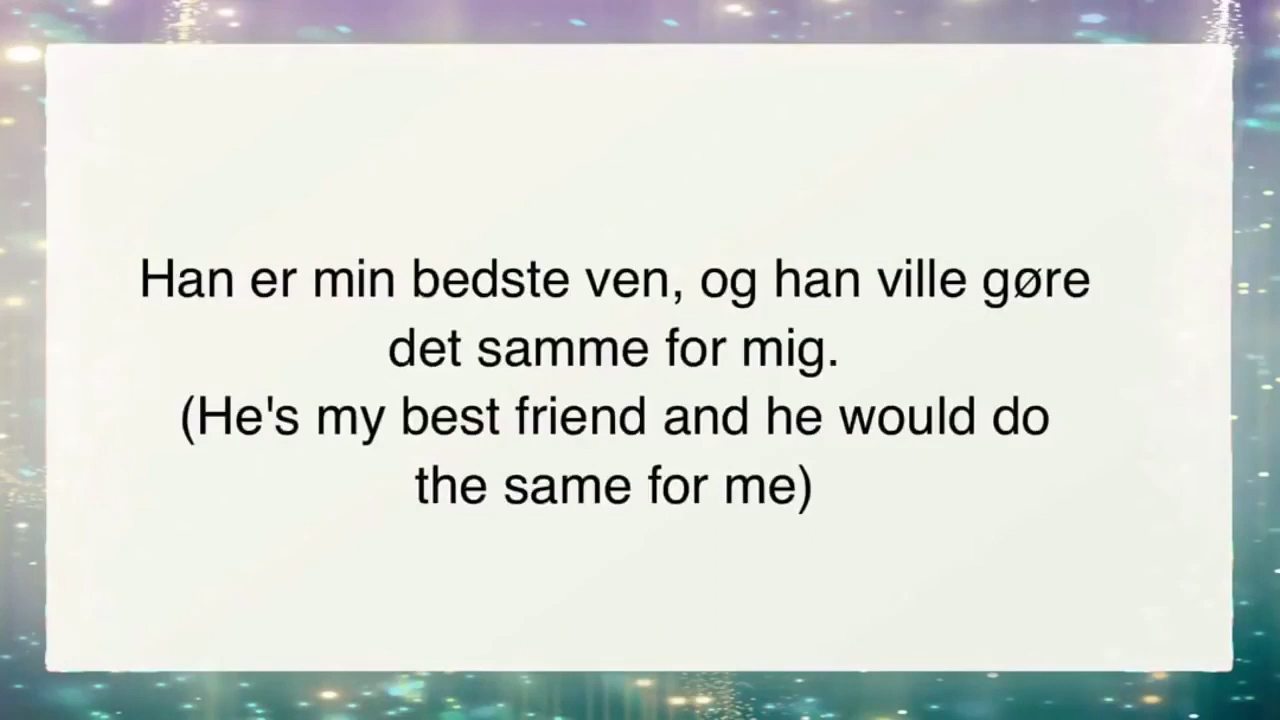 Han er min bedste ven, og han ville gøre
det samme for mig.
(He's my best friend and he would do
the same for me)